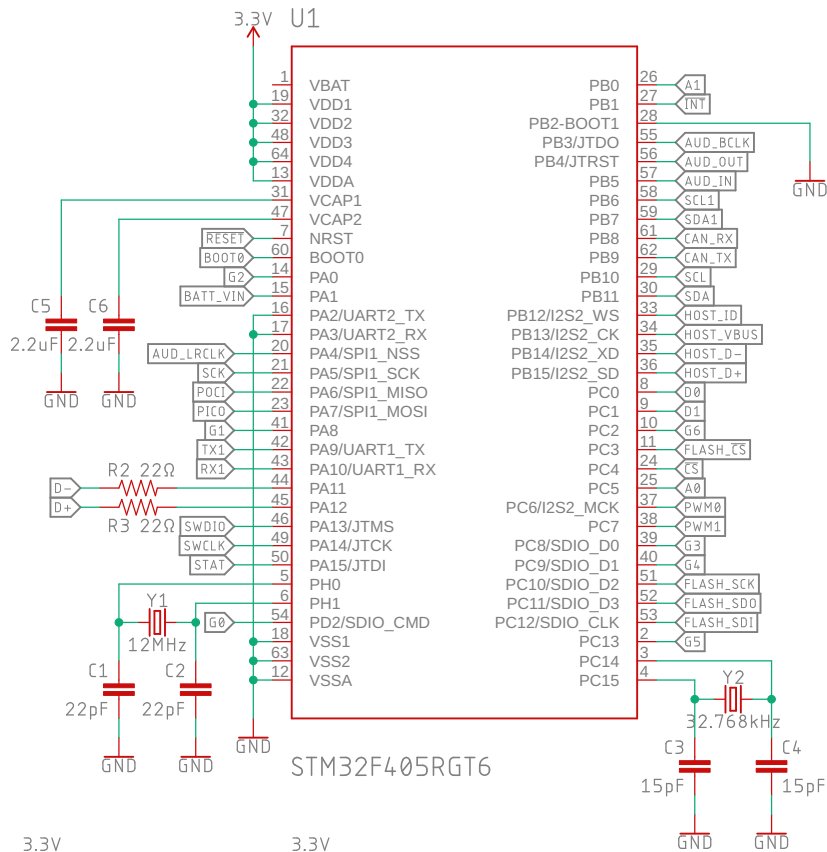 3.3V U1
1 VBAT PB0 26 A1
19 VDD1 PB1 27 INT
32 VDD2 PB2-BOOT1 28
48 VDD3 PB3/JTDO 55 AUD_BCLK
64 VDD4 PB4/JTRST 56 AUD_OUT
13 VDDA PB5 57 AUD_IN
GND
31 VCAP1 PB6 58 SCL1
47 VCAP2 PB7 59 SDA1
RESET 7 NRST PB8 61 CAN_RX
BOOT0 60 BOOT0 PB9 62 CAN_TX
G2 14 PA0 PB10 29 SCL
BATT_VIN 15 PA1 PB11 30 SDA
C5 C6
16 PA2/UART2_TX PB12/I2S2_WS 33 HOST_ID
17 PA3/UART2_RX PB13/I2S2_CK 34 HOST_VBUS
2.2uF 2.2uF
AUD_LRCLK 20 PA4/SPI1_NSS PB14/I2S2_XD 35 HOST_D-
SCK 21 PA5/SPI1_SCK PB15/I2S2_SD 36 HOST_D+
POCI 22 PA6/SPI1_MISO PC0 8 D0
GND GND
PICO 23 PA7/SPI1_MOSI PC1 9 D1
G1 41 PA8 PC2 10 G6
TX1 42 PA9/UART1_TX PC3 11 FLASH_CS
RX1 43 PA10/UART1_RX PC4 24 CS
R2 22Ω
D- 44 PA11 PC5 25 A0
D+ 45 PA12 PC6/I2S2_MCK 37 PWM0
R3 22Ω
SWDIO 46 PA13/JTMS PC7 38 PWM1
SWCLK 49 PA14/JTCK PC8/SDIO_D0 39 G3
STAT 50 PA15/JTDI PC9/SDIO_D1 40 G4
5 PH0 PC10/SDIO_D2 51 FLASH_SCK
Y1
6 PH1 PC11/SDIO_D3 52 FLASH_SDO
G0 54 PD2/SDIO_CMD PC12/SDIO_CLK 53 FLASH_SDI
12MHz
18 VSS1 PC13 2 G5
63 VSS2 PC14 3
C1 C2
12 VSSA PC15 4
Y2
22pF 22pF
32.768kHz
GND GND GND
C3 C4
STM32F405RGT6
15pF 15pF
GND GND
3.3V 3.3V